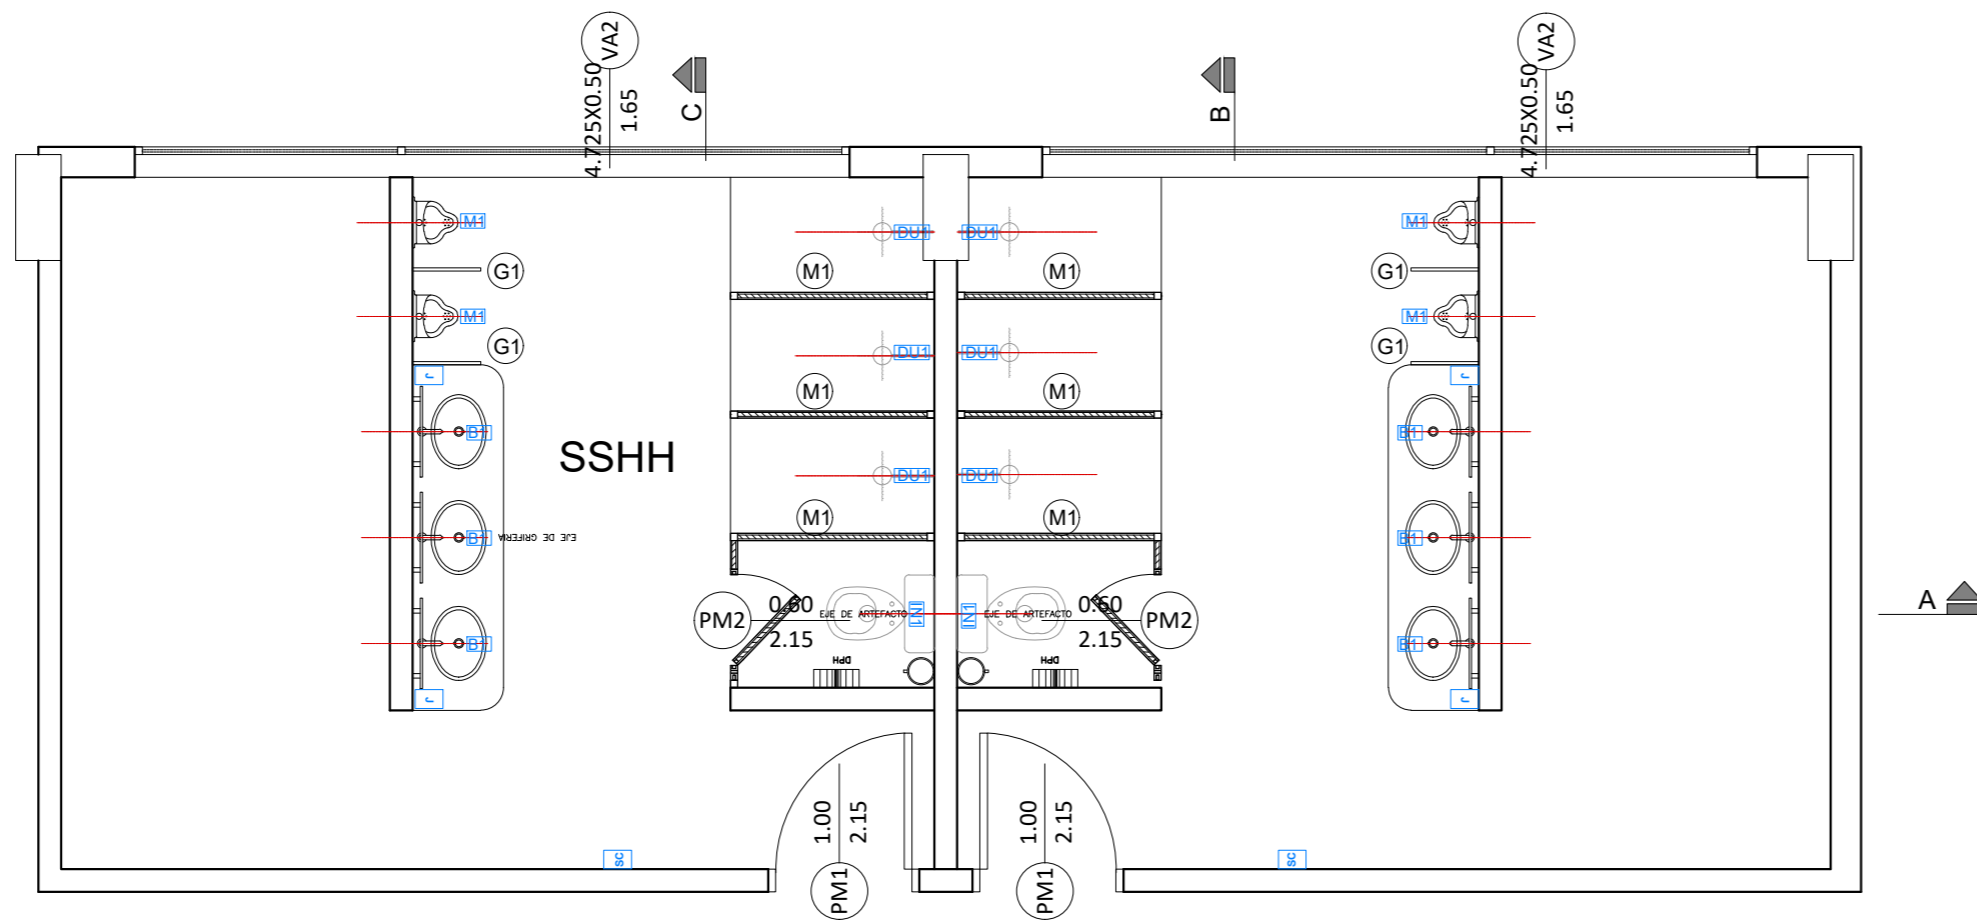 VA2
4.725X0.50
1.65
C
B
VA2
4.725X0.50
1.65
M1
DU1
DU1
M1
G1
M1
M1
G1
M1
DU1
DU1
M1
G1
M1
M1
G1
J
J
B1
SSHH
DU1
DU1
B1
M1
M1
B1
EJE DE GRIFERIA
B1
PM2
0.60
2.15
EJE DE ARTEFACTO
IN1
IN1
EJE DE ARTEFACTO
0.60
2.15
PM2
A
B1
B1
DPH
DPH
J
J
1.00
2.15
1.00
2.15
SC
SC
PM1
PM1